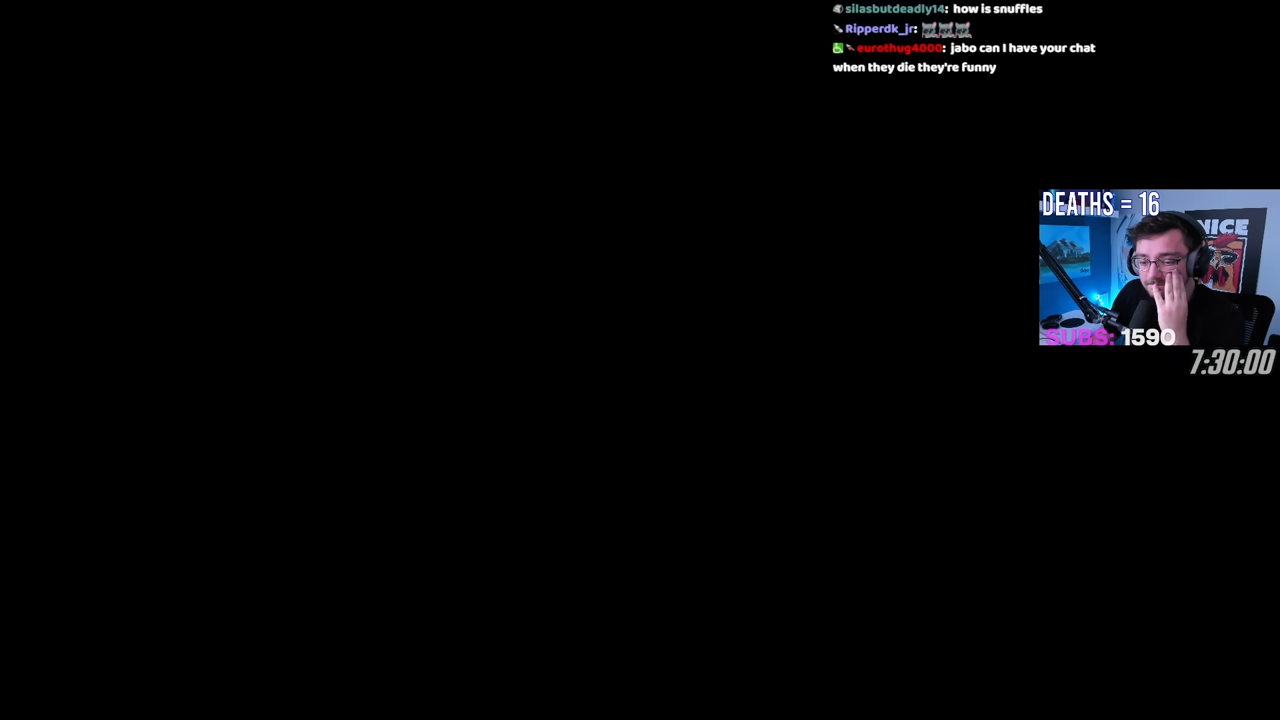 silasbutdeadly14: how is snuffles
Ripperdk_jr:
eurothug4000: jabo can I have your chat
when they die they're funny
DEATHS = 16
NICE
SUBS: 1590
7:30:00